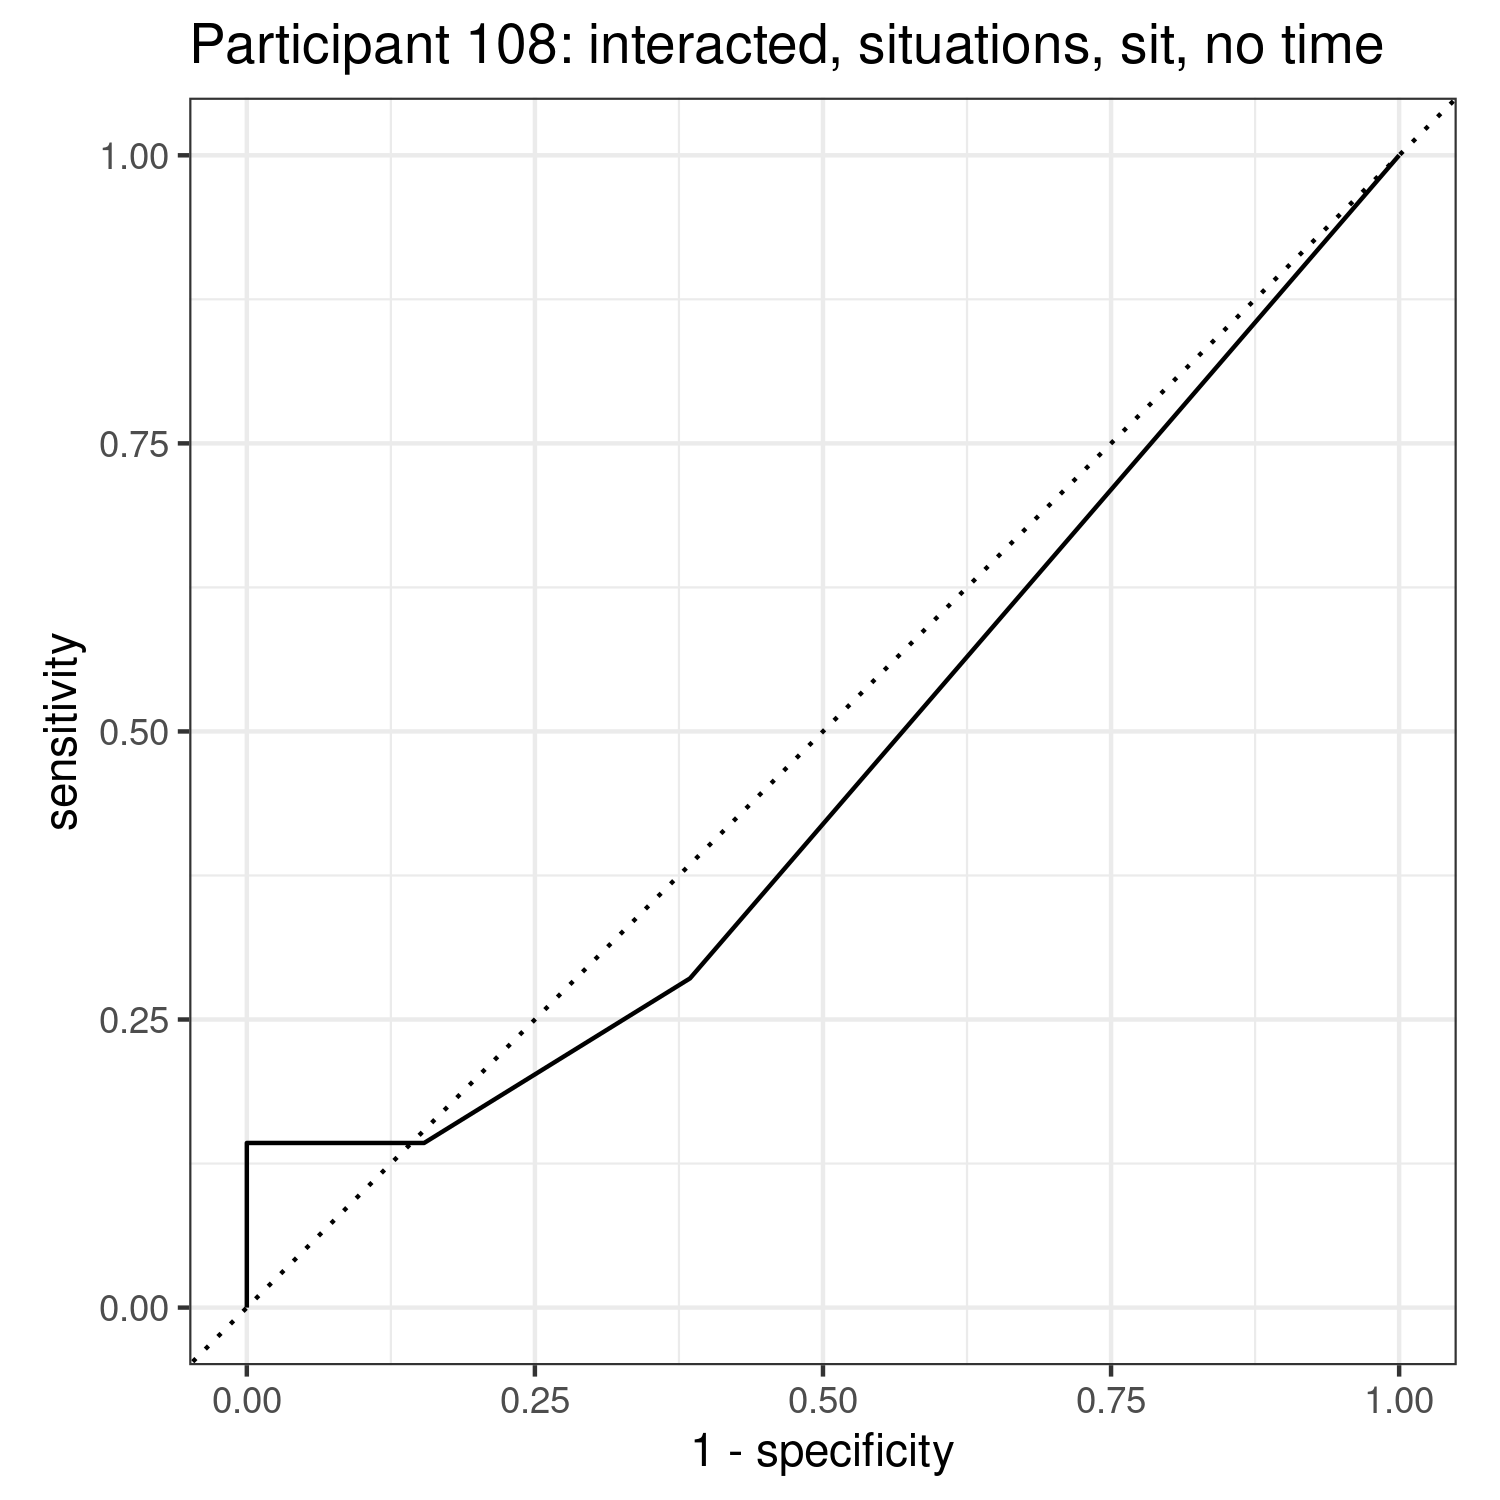 Participant 108: interacted, situations, sit, no time
sensitivity
1.00
0.75
0.50
0.25
0.00
0.00 0.25 0.50 0.75 1.00
1 - specificity